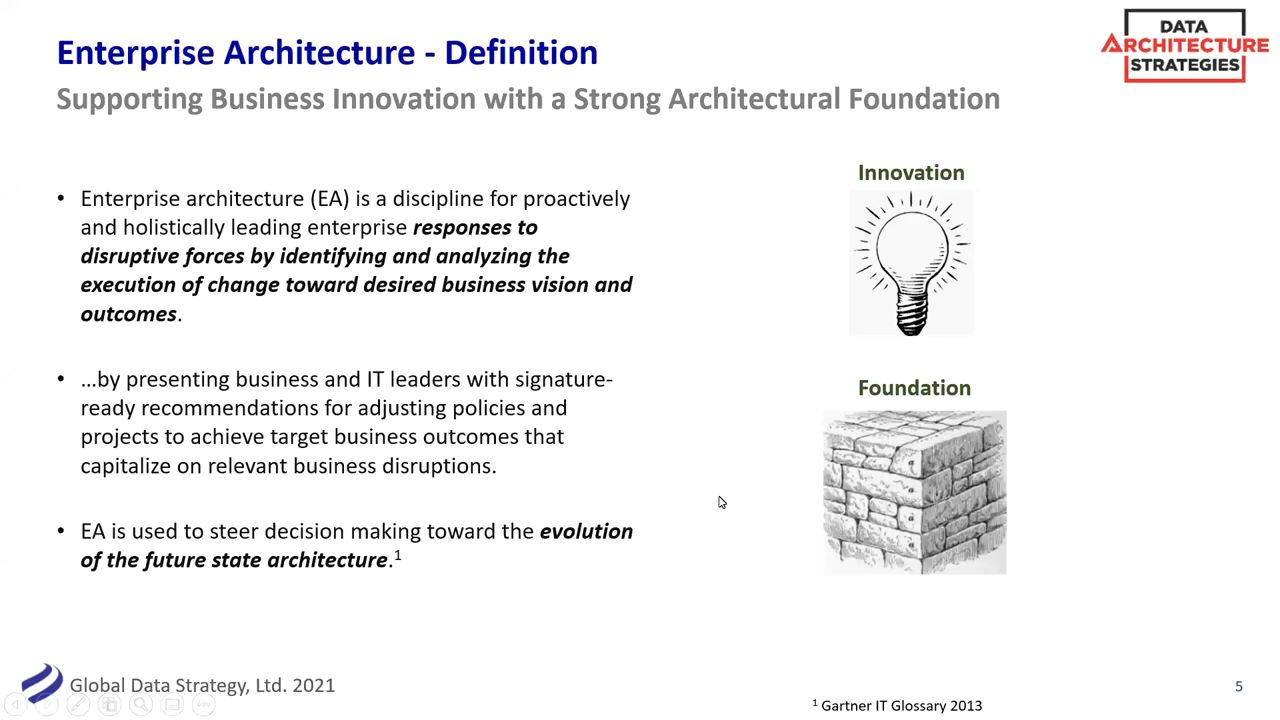 Enterprise Architecture - Definition
Supporting Business Innovation with a Strong Architectural Foundation
DATA
ARCHITECTURE
STRATEGIES
• Enterprise architecture (EA) is a discipline for proactively
and holistically leading enterprise responses to
disruptive forces by identifying and analyzing the
execution of change toward desired business vision and
outcomes.
• …by presenting business and IT leaders with signature-
ready recommendations for adjusting policies and
projects to achieve target business outcomes that
capitalize on relevant business disruptions.
• EA is used to steer decision making toward the evolution
of the future state architecture.¹
Innovation
Foundation
Global Data Strategy, Ltd. 2021
¹ Gartner IT Glossary 2013
5